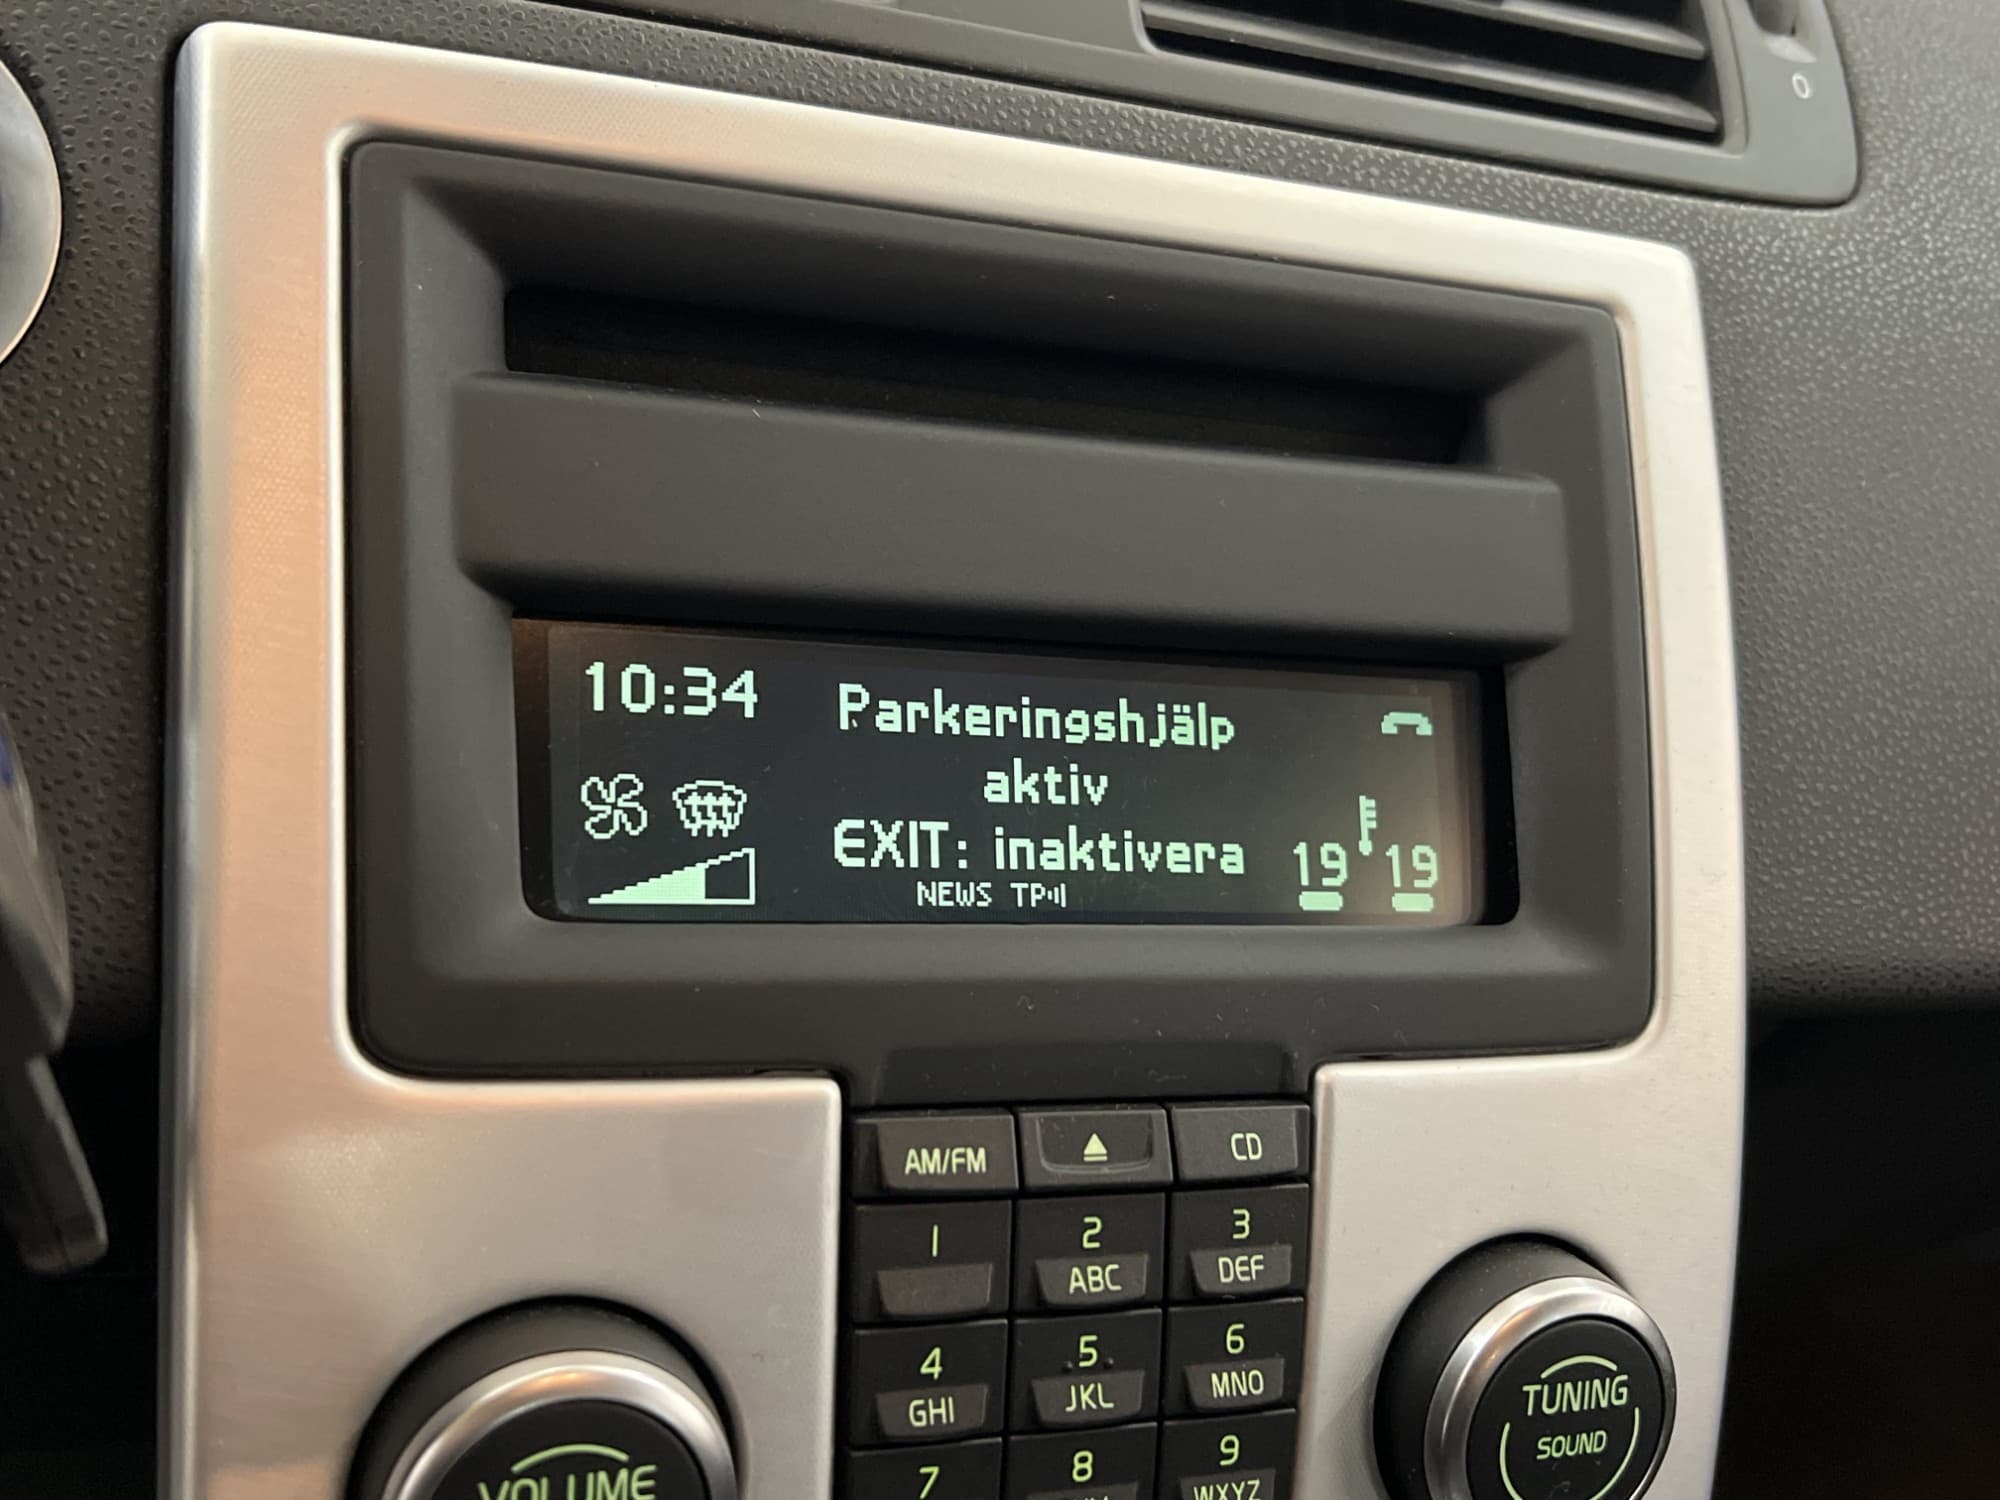 10:34
Parkeringshjälp
aktiv
EXIT: inaktivera
19 19
NEWS TP
AM/FM
CD
1
2
3
ABC
DEF
4
5
6
GHI
JKL
MNO
7
8
9
WXYZ
VOLUME
TUNING
SOUND
0